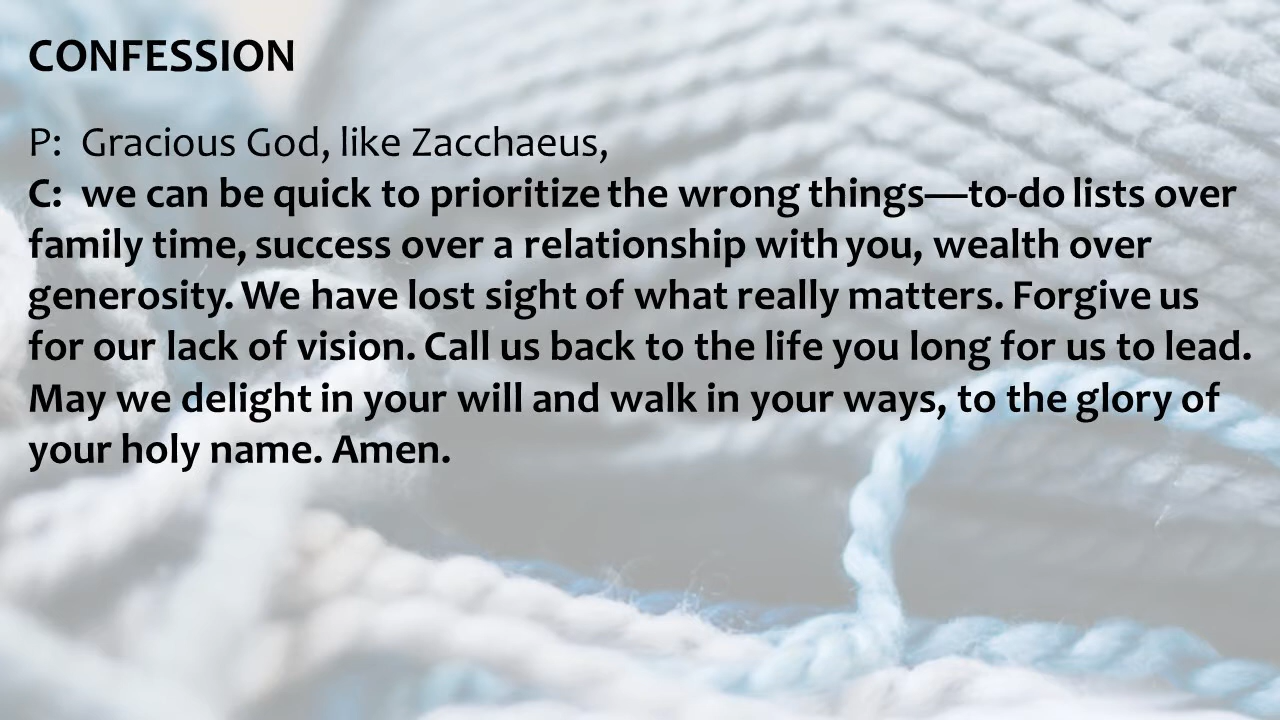 CONFESSION
P: Gracious God, like Zacchaeus,
C: we can be quick to prioritize the wrong things—to-do lists over
family time, success over a relationship with you, wealth over
generosity. We have lost sight of what really matters. Forgive us
for our lack of vision. Call us back to the life you long for us to lead.
May we delight in your will and walk in your ways, to the glory of
your holy name. Amen.